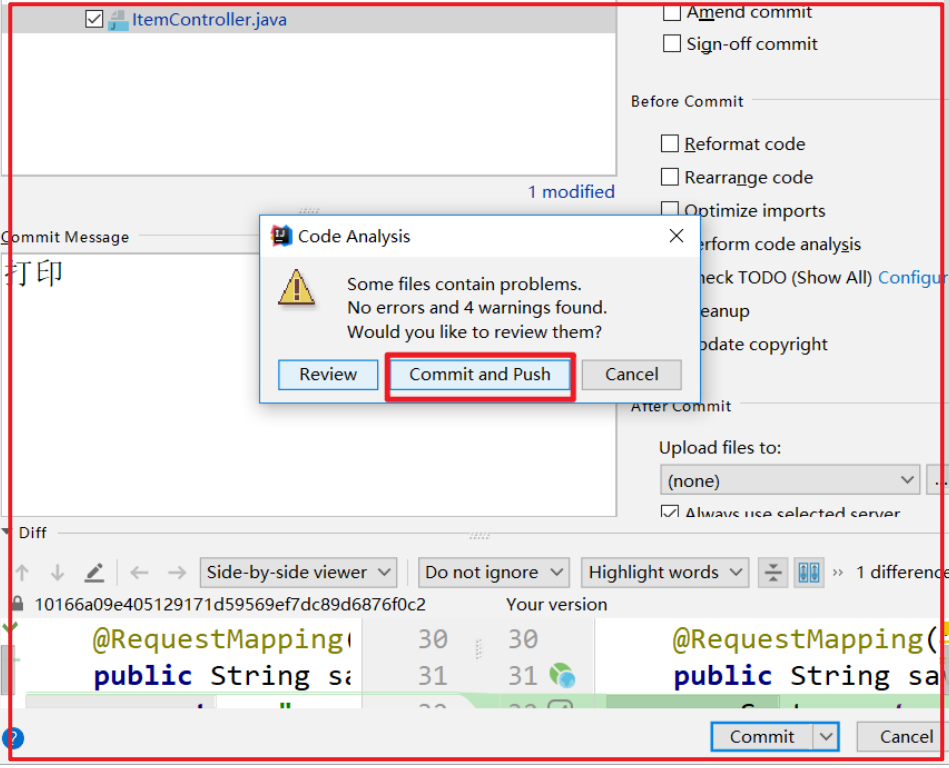 ItemController.java
Amend commit
Sign-off commit
Before Commit
Reformat code
Rearrange code
Optimize imports
erform code analysis
heck TODO (Show All) Configur
eanup
pdate copyright
1 modified
Commit Message
打印
Code Analysis
Some files contain problems.
No errors and 4 warnings found.
Would you like to review them?
Review Commit and Push Cancel
After Commit
Upload files to:
(none) ...
Always use selected server
Diff
Side-by-side viewer Do not ignore Highlight words 1 difference
10166a09e405129171d59569ef7dc89d6876f0c2 Your version
@RequestMapping( 30 30 @RequestMapping(
public String sa 31 31 public String sa
? Commit Cancel